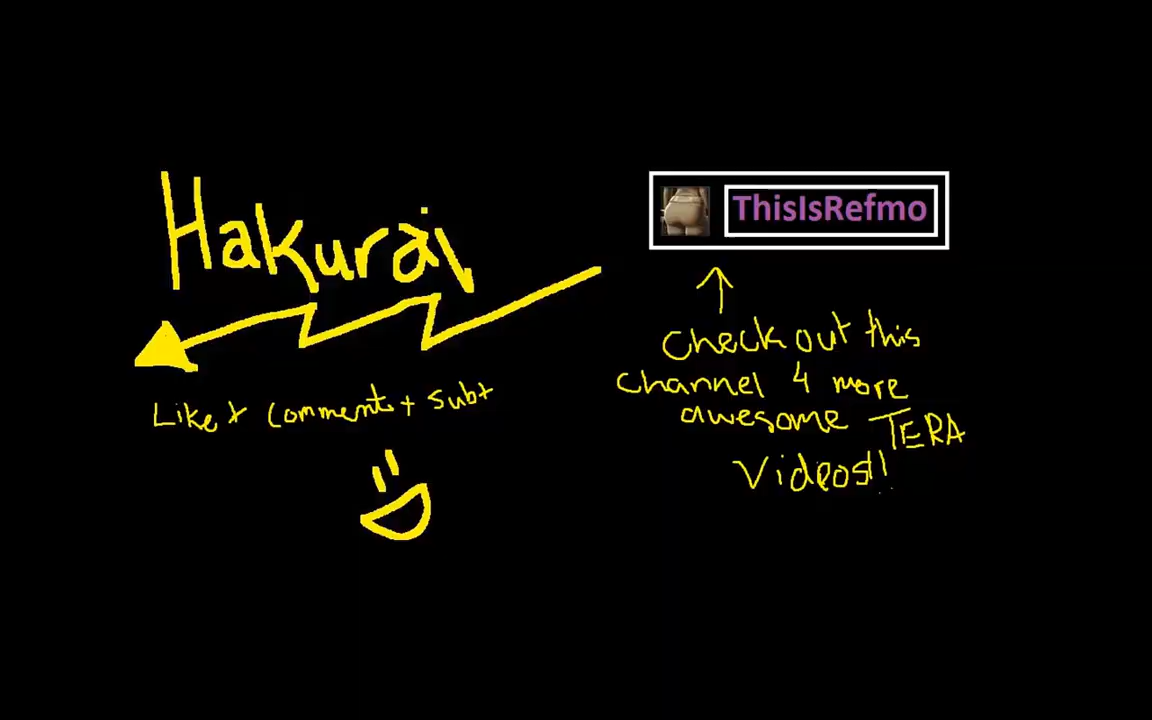 Hakurai
Like + comment + sub+
ThisIsRefmo
check out this
channel 4 more
awesome TERA
Videos!!